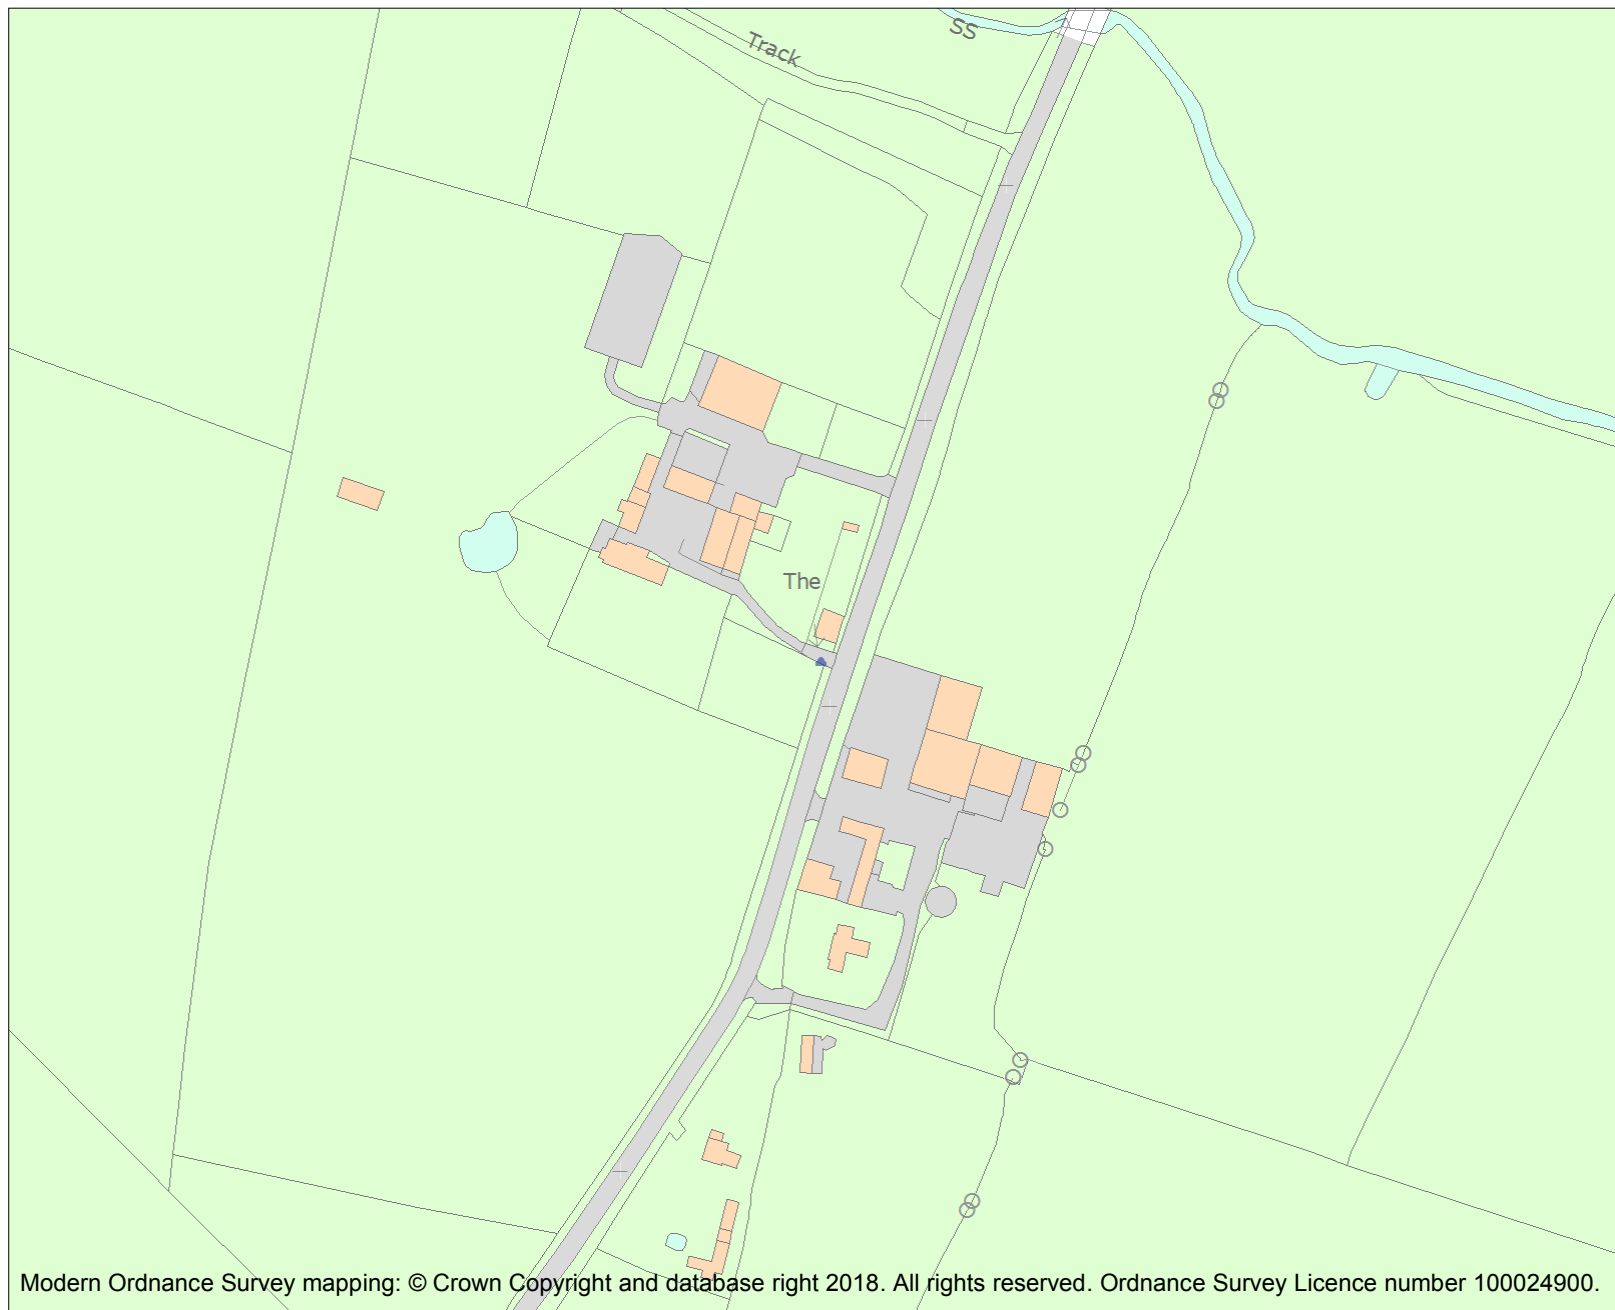 SS
Track
The
Modern Ordnance Survey mapping: © Crown Copyright and database right 2018. All rights reserved. Ordnance Survey Licence number 100024900.